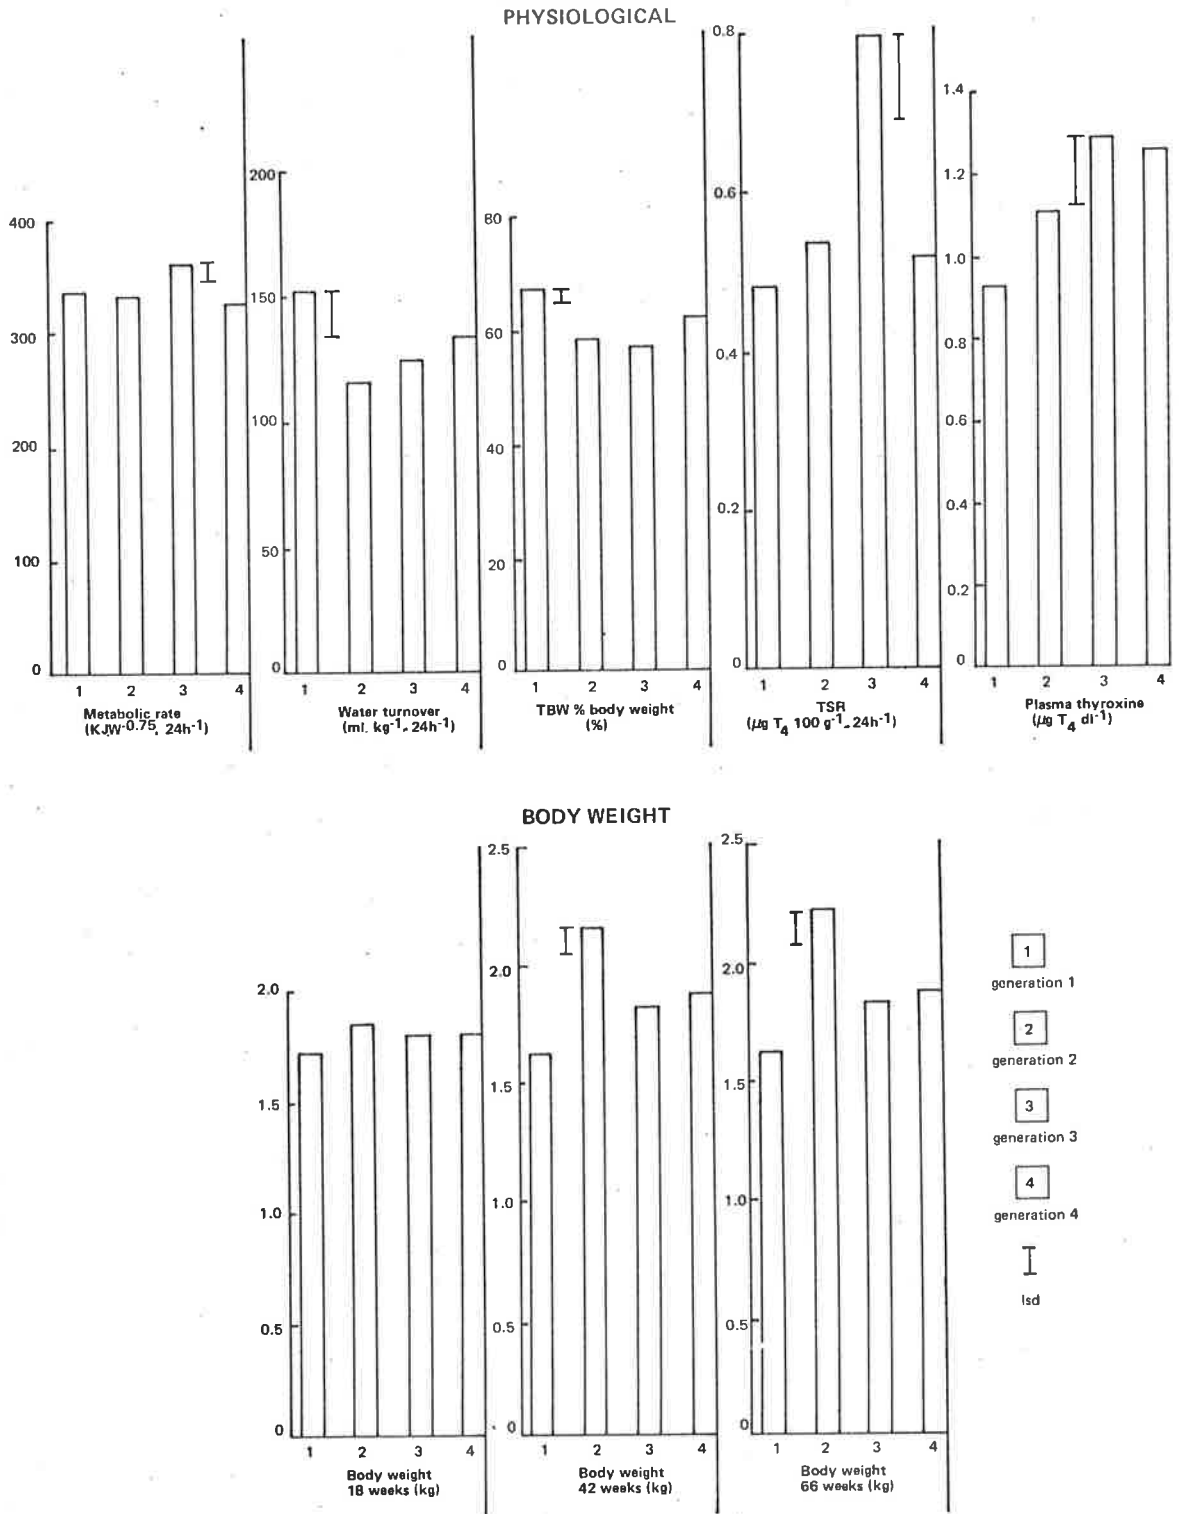 PHYSIOLOGICAL
400
300
200
100
0
1 2 3 4
Metabolic rate
(KJW-0.75, 24h-1)
200
150
100
50
0
1 2 3 4
Water turnover
(ml. kg-1. 24h-1)
80
60
40
20
0
1 2 3 4
TBW % body weight
(%)
0.8
0.6
0.4
0.2
0
1 2 3 4
TSR
(µg T4 100 g-1. 24h-1)
1.4
1.2
1.0
0.8
0.6
0.4
0.2
0
1 2 3 4
Plasma thyroxine
(µg T4 dl-1)
BODY WEIGHT
2.0
1.5
1.0
0.5
0
1 2 3 4
Body weight
18 weeks (kg)
2.5
2.0
1.5
1.0
0.5
0
1 2 3 4
Body weight
42 weeks (kg)
2.5
2.0
1.5
1.0
0.5
0
1 2 3 4
Body weight
66 weeks (kg)
1
generation 1
2
generation 2
3
generation 3
4
generation 4
lsd